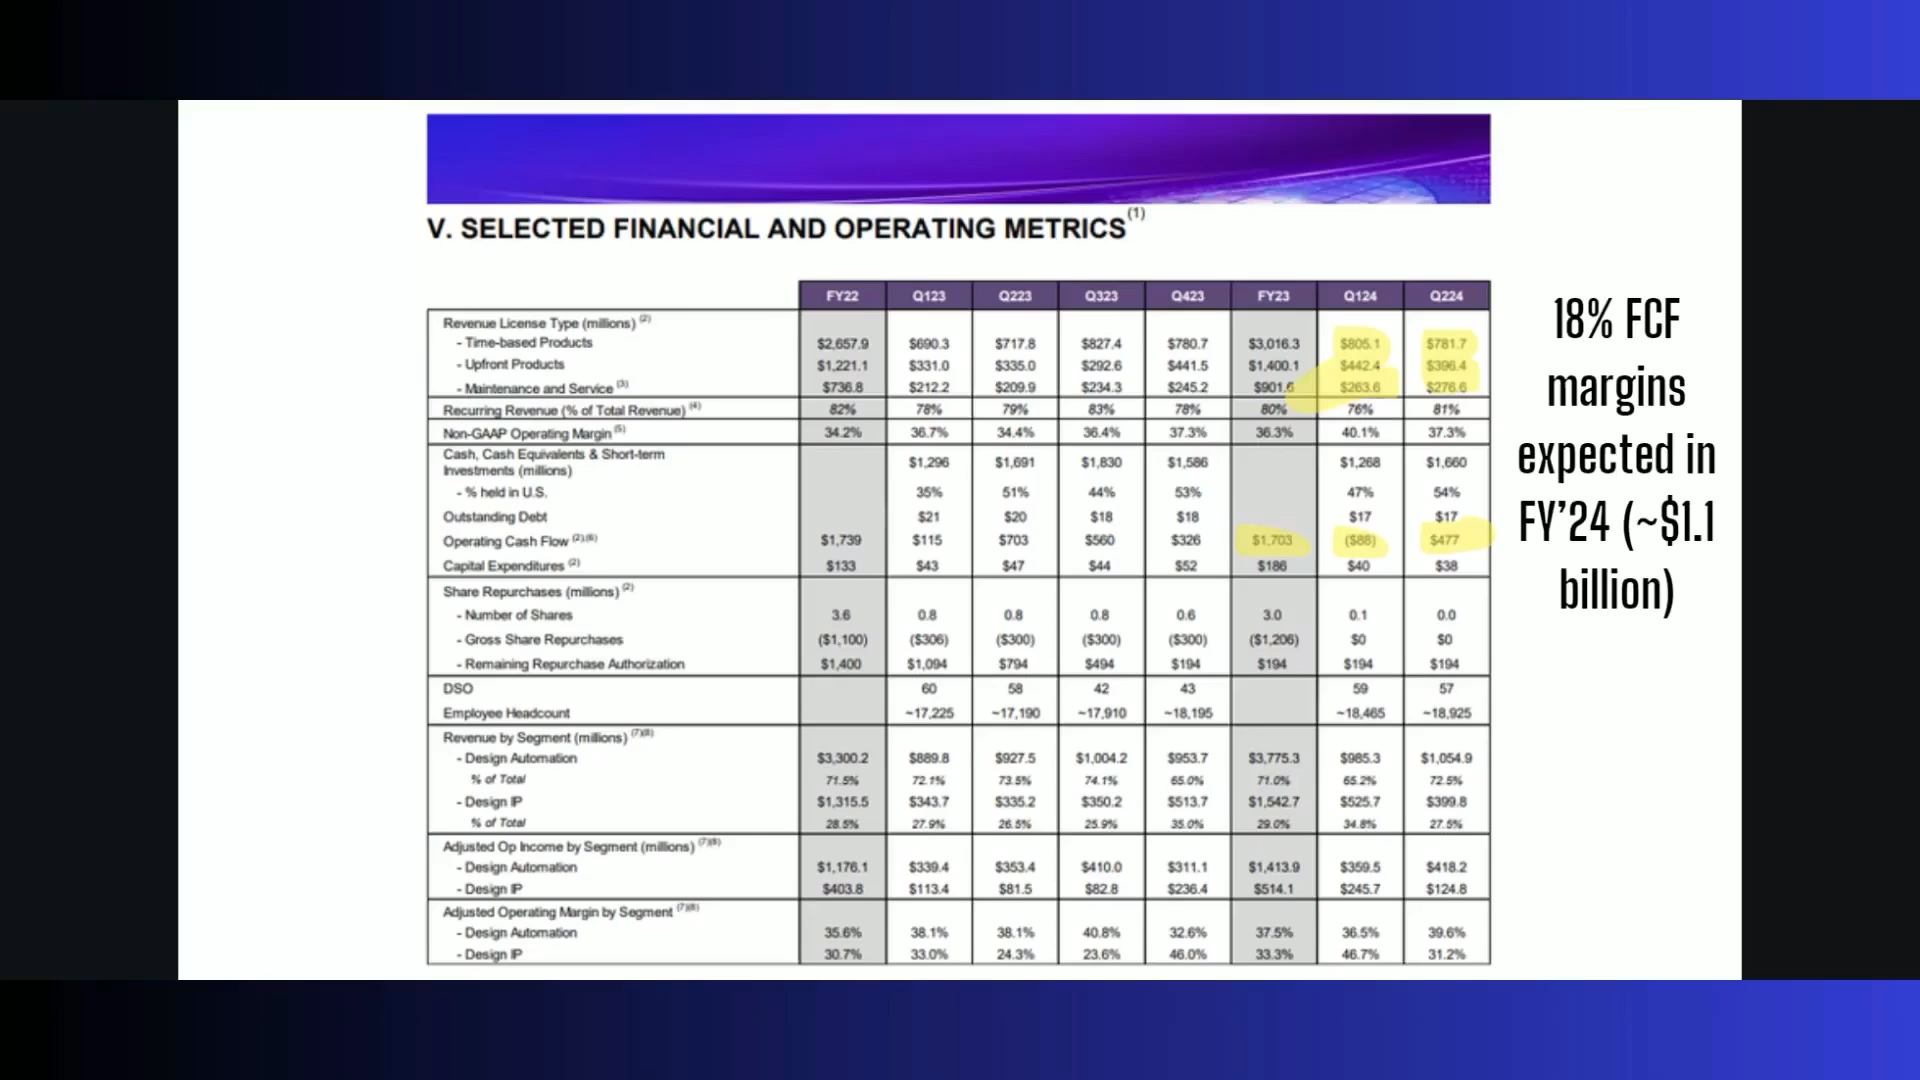 V. SELECTED FINANCIAL AND OPERATING METRICS(1)
FY22 Q123 Q223 Q323 Q423 FY23 Q124 Q224
Revenue License Type (millions) (2)
- Time-based Products $2,657.9 $690.3 $717.8 $827.4 $780.7 $3,016.3 $805.1 $781.7
- Upfront Products $1,221.1 $331.0 $335.0 $292.6 $441.5 $1,400.1 $442.4 $396.4
- Maintenance and Service (3) $736.8 $212.2 $209.9 $234.3 $245.2 $901.6 $263.6 $276.6
Recurring Revenue (% of Total Revenue) (4) 82% 78% 79% 83% 78% 80% 76% 81%
Non-GAAP Operating Margin (5) 34.2% 36.7% 34.4% 36.4% 37.3% 36.3% 40.1% 37.3%
Cash, Cash Equivalents & Short-term
Investments (millions) $1,296 $1,691 $1,830 $1,586 $1,268 $1,660
- % held in U.S. 35% 51% 44% 53% 47% 54%
Outstanding Debt $21 $20 $18 $18 $17 $17
Operating Cash Flow (2),(6) $1,739 $115 $703 $560 $326 $1,703 ($88) $477
Capital Expenditures (2) $133 $43 $47 $44 $52 $186 $40 $38
Share Repurchases (millions) (2)
- Number of Shares 3.6 0.8 0.8 0.8 0.6 3.0 0.1 0.0
- Gross Share Repurchases ($1,100) ($306) ($300) ($300) ($300) ($1,206) $0 $0
- Remaining Repurchase Authorization $1,400 $1,094 $794 $494 $194 $194 $194 $194
DSO 60 58 42 43 59 57
Employee Headcount ~17,225 ~17,190 ~17,910 ~18,195 ~18,465 ~18,925
Revenue by Segment (millions) (7)(8)
- Design Automation $3,300.2 $889.8 $927.5 $1,004.2 $953.7 $3,775.3 $985.3 $1,054.9
% of Total 71.5% 72.1% 73.5% 74.1% 65.0% 71.0% 65.2% 72.5%
- Design IP $1,315.5 $343.7 $335.2 $350.2 $513.7 $1,542.7 $525.7 $399.8
% of Total 28.5% 27.9% 26.5% 25.9% 35.0% 29.0% 34.8% 27.5%
Adjusted Op Income by Segment (millions) (7)(8)
- Design Automation $1,176.1 $339.4 $353.4 $410.0 $311.1 $1,413.9 $359.5 $418.2
- Design IP $403.8 $113.4 $81.5 $82.8 $236.4 $514.1 $245.7 $124.8
Adjusted Operating Margin by Segment (7)(8)
- Design Automation 35.6% 38.1% 38.1% 40.8% 32.6% 37.5% 36.5% 39.6%
- Design IP 30.7% 33.0% 24.3% 23.6% 46.0% 33.3% 46.7% 31.2%
18% FCF
margins
expected in
FY'24 (~$1.1
billion)